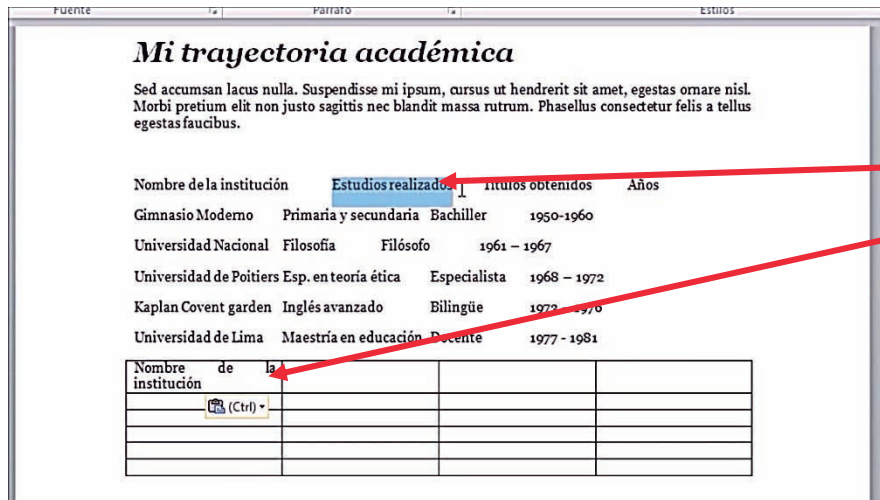 Fuente Párrafo Estilos
Mi trayectoria académica
Sed accumsan lacus nulla. Suspendisse mi ipsum, cursus ut hendrerit sit amet, egestas ornare nisl.
Morbi pretium elit non justo sagittis nec blandit massa rutrum. Phasellus consectetur felis a tellus
egestas faucibus.
Nombre de la institución Estudios realizados Títulos obtenidos Años
Gimnasio Moderno Primaria y secundaria Bachiller 1950-1960
Universidad Nacional Filosofía Filósofo 1961 – 1967
Universidad de Poitiers Esp. en teoría ética Especialista 1968 – 1972
Kaplan Covent garden Inglés avanzado Bilingüe 1972 – 1976
Universidad de Lima Maestría en educación Docente 1977 - 1981
Nombre de la
institución
(Ctrl)